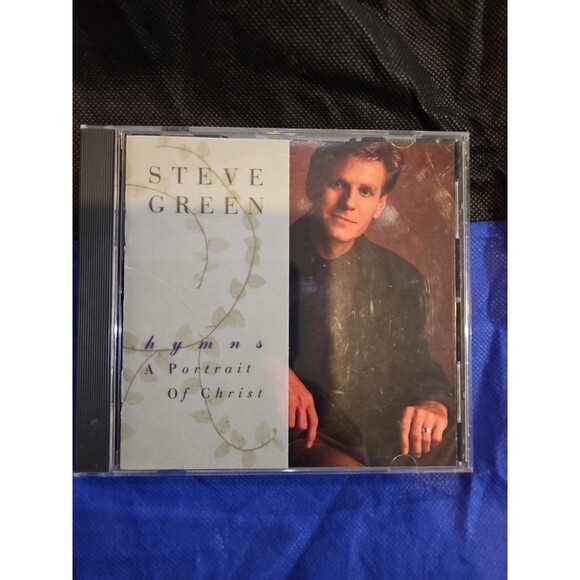 STEVE
GREEN
hymns
A Portrait
Of Christ